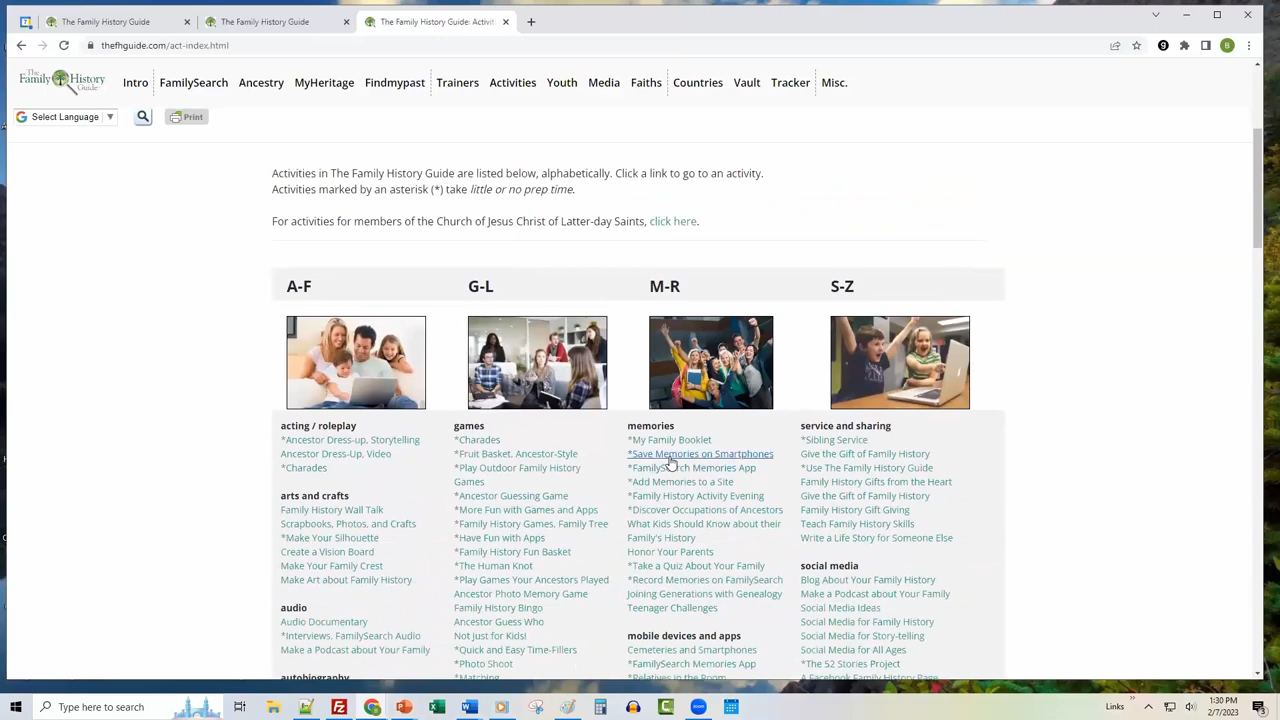 The Family History Guide
The Family History Guide
The Family History Guide: Activit
thefhguide.com/act-index.html
The
Family History
Guide
Intro
FamilySearch
Ancestry
MyHeritage
Findmypast
Trainers
Activities
Youth
Media
Faiths
Countries
Vault
Tracker
Misc.
Select Language
Print
Activities in The Family History Guide are listed below, alphabetically. Click a link to go to an activity.
Activities marked by an asterisk (*) take little or no prep time.
For activities for members of the Church of Jesus Christ of Latter-day Saints, click here.
A-F
G-L
M-R
S-Z
acting / roleplay
*Ancestor Dress-up, Storytelling
Ancestor Dress-Up, Video
*Charades
arts and crafts
Family History Wall Talk
Scrapbooks, Photos, and Crafts
*Make Your Silhouette
Create a Vision Board
Make Your Family Crest
Make Art about Family History
audio
Audio Documentary
*Interviews. FamilySearch Audio
Make a Podcast about Your Family
autobiography
games
*Charades
*Fruit Basket, Ancestor-Style
*Play Outdoor Family History
Games
*Ancestor Guessing Game
*More Fun with Games and Apps
*Family History Games, Family Tree
*Have Fun with Apps
*Family History Fun Basket
*The Human Knot
*Play Games Your Ancestors Played
Ancestor Photo Memory Game
Family History Bingo
Ancestor Guess Who
Not Just for Kids!
*Quick and Easy Time-Fillers
*Photo Shoot
*Matching
memories
*My Family Booklet
*Save Memories on Smartphones
*FamilySearch Memories App
*Add Memories to a Site
*Family History Activity Evening
*Discover Occupations of Ancestors
What Kids Should Know about their
Family's History
Honor Your Parents
*Take a Quiz About Your Family
*Record Memories on FamilySearch
Joining Generations with Genealogy
Teenager Challenges
mobile devices and apps
Cemeteries and Smartphones
*FamilySearch Memories App
*Relatives in the Room
service and sharing
*Sibling Service
Give the Gift of Family History
*Use The Family History Guide
Family History Gifts from the Heart
Give the Gift of Family History
Family History Gift Giving
Teach Family History Skills
Write a Life Story for Someone Else
social media
Blog About Your Family History
Make a Podcast about Your Family
Social Media Ideas
Social Media for Family History
Social Media for Story-telling
Social Media for All Ages
*The 52 Stories Project
A Facebook Family History Page
Type here to search
Links
1:30 PM
2/7/2023